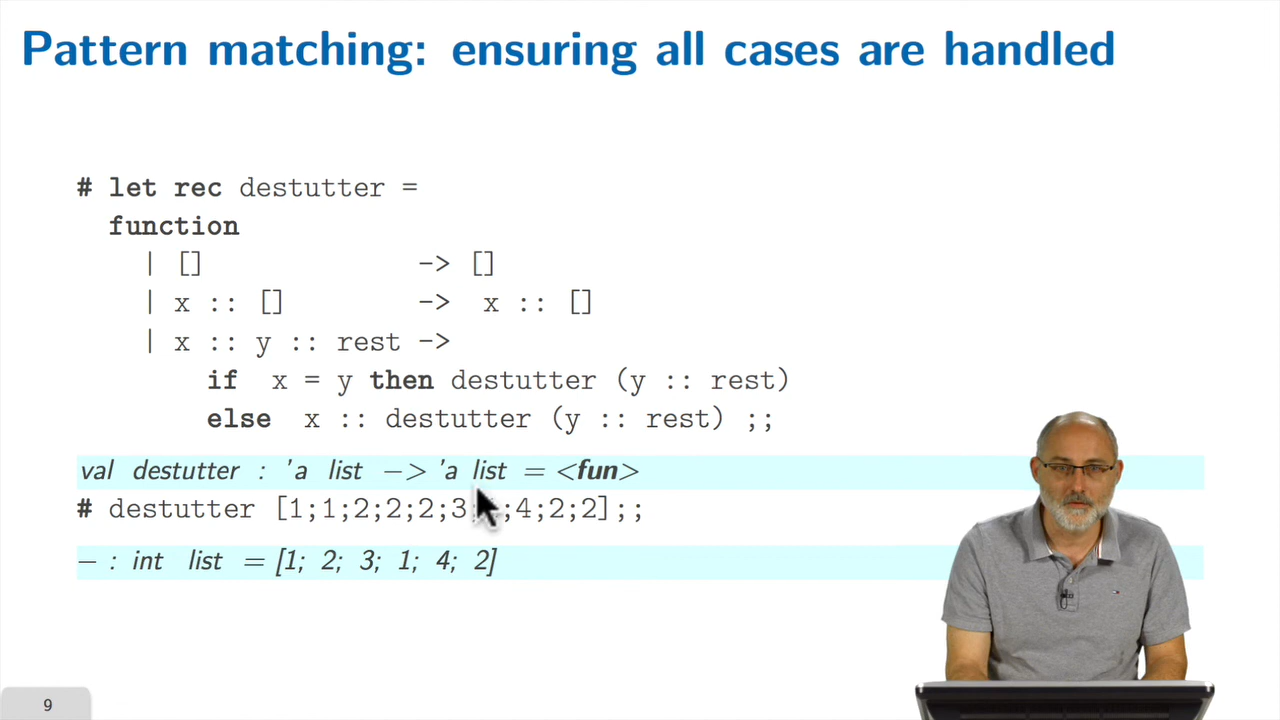 Pattern matching: ensuring all cases are handled
# let rec destutter =
function
| [] -> []
| x :: [] -> x :: []
| x :: y :: rest ->
if x = y then destutter (y :: rest)
else x :: destutter (y :: rest) ;;
val destutter : 'a list -> 'a list = <fun>
# destutter [1;1;2;2;2;3; ;4;2;2];;
- : int list = [1; 2; 3; 1; 4; 2]
9